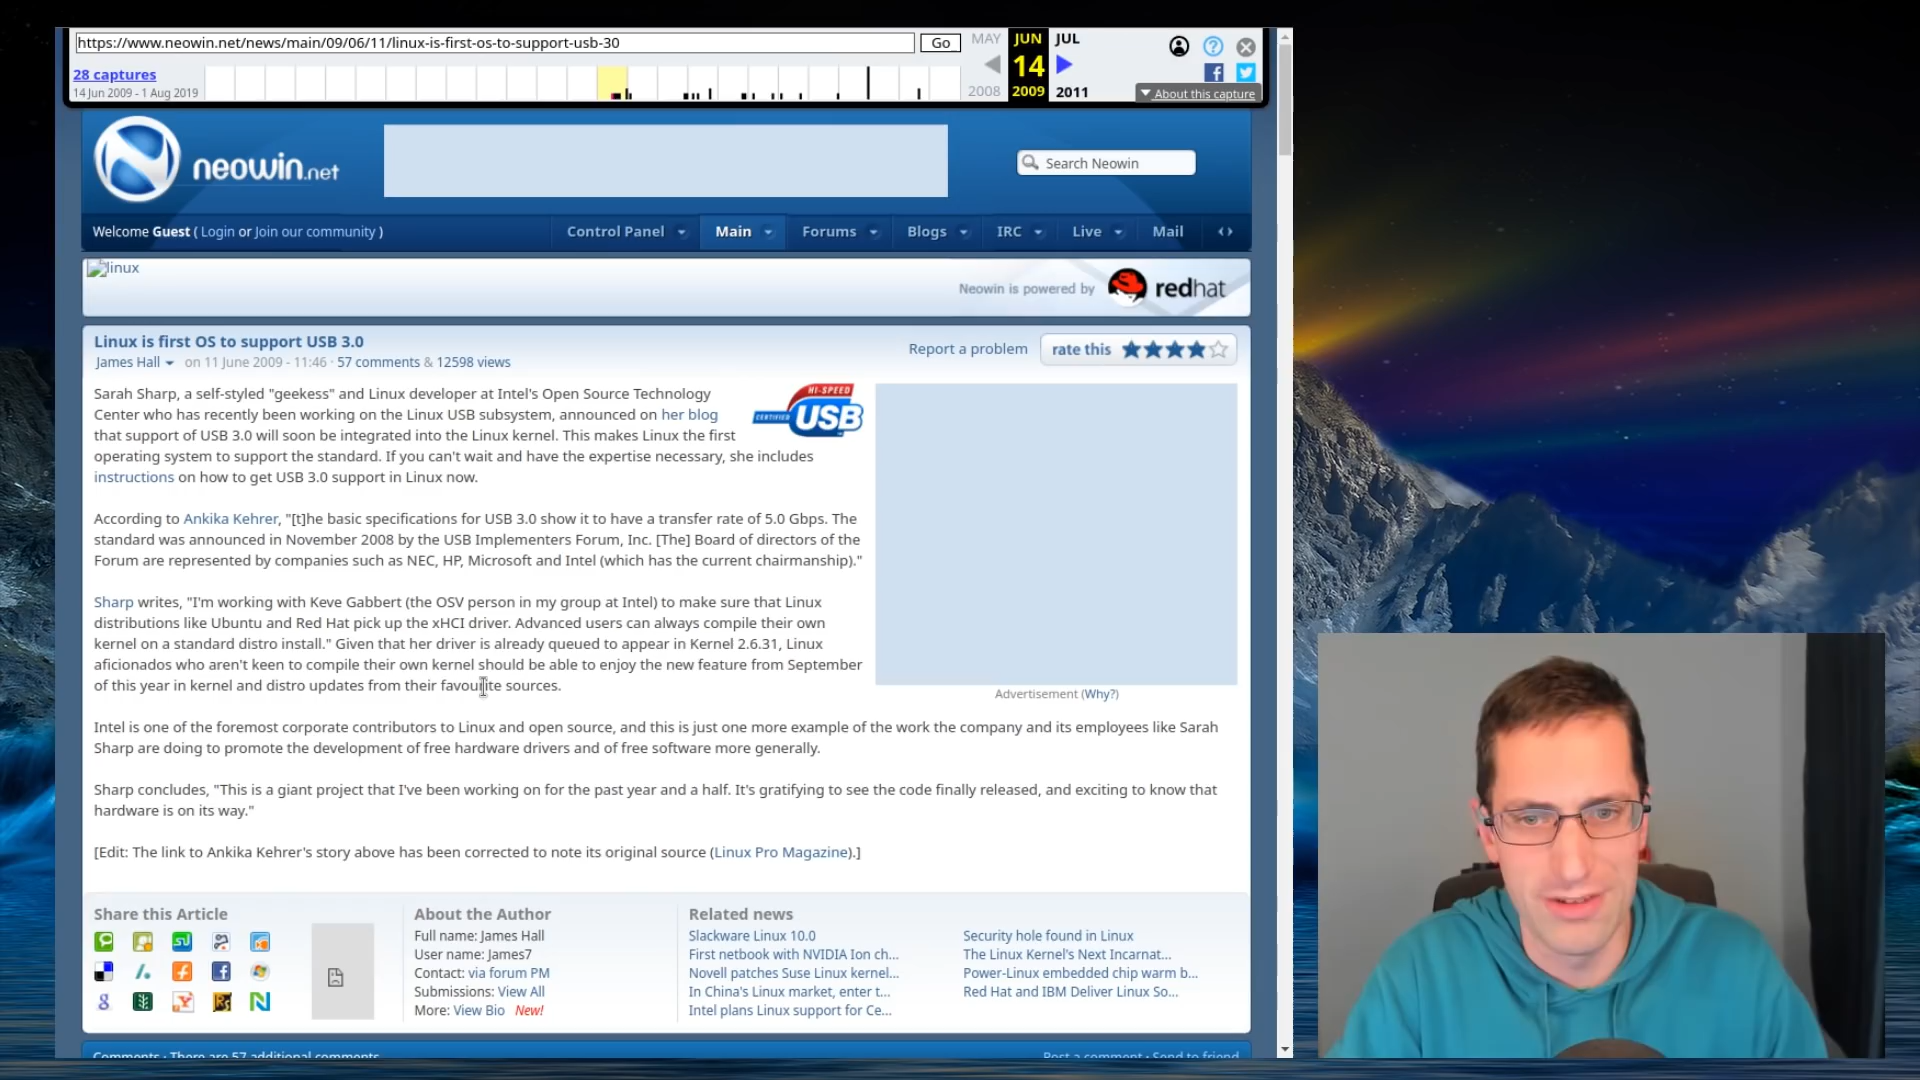 https://www.neowin.net/news/main/09/06/11/linux-is-first-os-to-support-usb-30
Go
MAY
JUN
JUL
28 captures
14
14 Jun 2009 - 1 Aug 2019
2008
2009
2011
About this capture
neowin.net
Search Neowin
Welcome Guest ( Login or Join our community )
Control Panel
Main
Forums
Blogs
IRC
Live
Mail
linux
Neowin is powered by
redhat
Linux is first OS to support USB 3.0
James Hall on 11 June 2009 - 11:46 · 57 comments & 12598 views
Report a problem
rate this
Sarah Sharp, a self-styled "geekess" and Linux developer at Intel's Open Source Technology
Center who has recently been working on the Linux USB subsystem, announced on her blog
that support of USB 3.0 will soon be integrated into the Linux kernel. This makes Linux the first
operating system to support the standard. If you can't wait and have the expertise necessary, she includes
instructions on how to get USB 3.0 support in Linux now.
HI-SPEED
CERTIFIED
USB
According to Ankika Kehrer, "[t]he basic specifications for USB 3.0 show it to have a transfer rate of 5.0 Gbps. The
standard was announced in November 2008 by the USB Implementers Forum, Inc. [The] Board of directors of the
Forum are represented by companies such as NEC, HP, Microsoft and Intel (which has the current chairmanship)."
Sharp writes, "I'm working with Keve Gabbert (the OSV person in my group at Intel) to make sure that Linux
distributions like Ubuntu and Red Hat pick up the xHCI driver. Advanced users can always compile their own
kernel on a standard distro install." Given that her driver is already queued to appear in Kernel 2.6.31, Linux
aficionados who aren't keen to compile their own kernel should be able to enjoy the new feature from September
of this year in kernel and distro updates from their favourite sources.
Advertisement (Why?)
Intel is one of the foremost corporate contributors to Linux and open source, and this is just one more example of the work the company and its employees like Sarah
Sharp are doing to promote the development of free hardware drivers and of free software more generally.
Sharp concludes, "This is a giant project that I've been working on for the past year and a half. It's gratifying to see the code finally released, and exciting to know that
hardware is on its way."
[Edit: The link to Ankika Kehrer's story above has been corrected to note its original source (Linux Pro Magazine).]
Share this Article
About the Author
Full name: James Hall
User name: James7
Contact: via forum PM
Submissions: View All
More: View Bio New!
Related news
Slackware Linux 10.0
First netbook with NVIDIA Ion ch...
Novell patches Suse Linux kernel...
In China's Linux market, enter t...
Intel plans Linux support for Ce...
Security hole found in Linux
The Linux Kernel's Next Incarnat...
Power-Linux embedded chip warm b...
Red Hat and IBM Deliver Linux So...
Comments · There are 57 additional comments
Post a comment · Send to friend